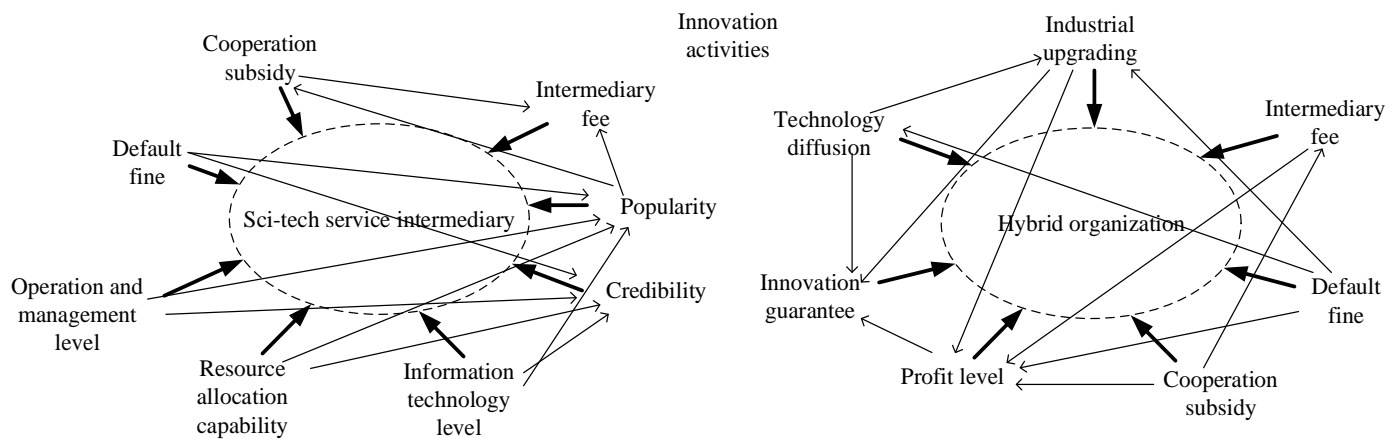 Innovation
activities
Cooperation
subsidy
Intermediary
fee
Default
fine
Sci-tech service intermediary
Popularity
Operation and
management
level
Credibility
Resource
allocation
capability
Information
technology
level
Industrial
upgrading
Technology
diffusion
Intermediary
fee
Hybrid organization
Innovation
guarantee
Default
fine
Profit level
Cooperation
subsidy